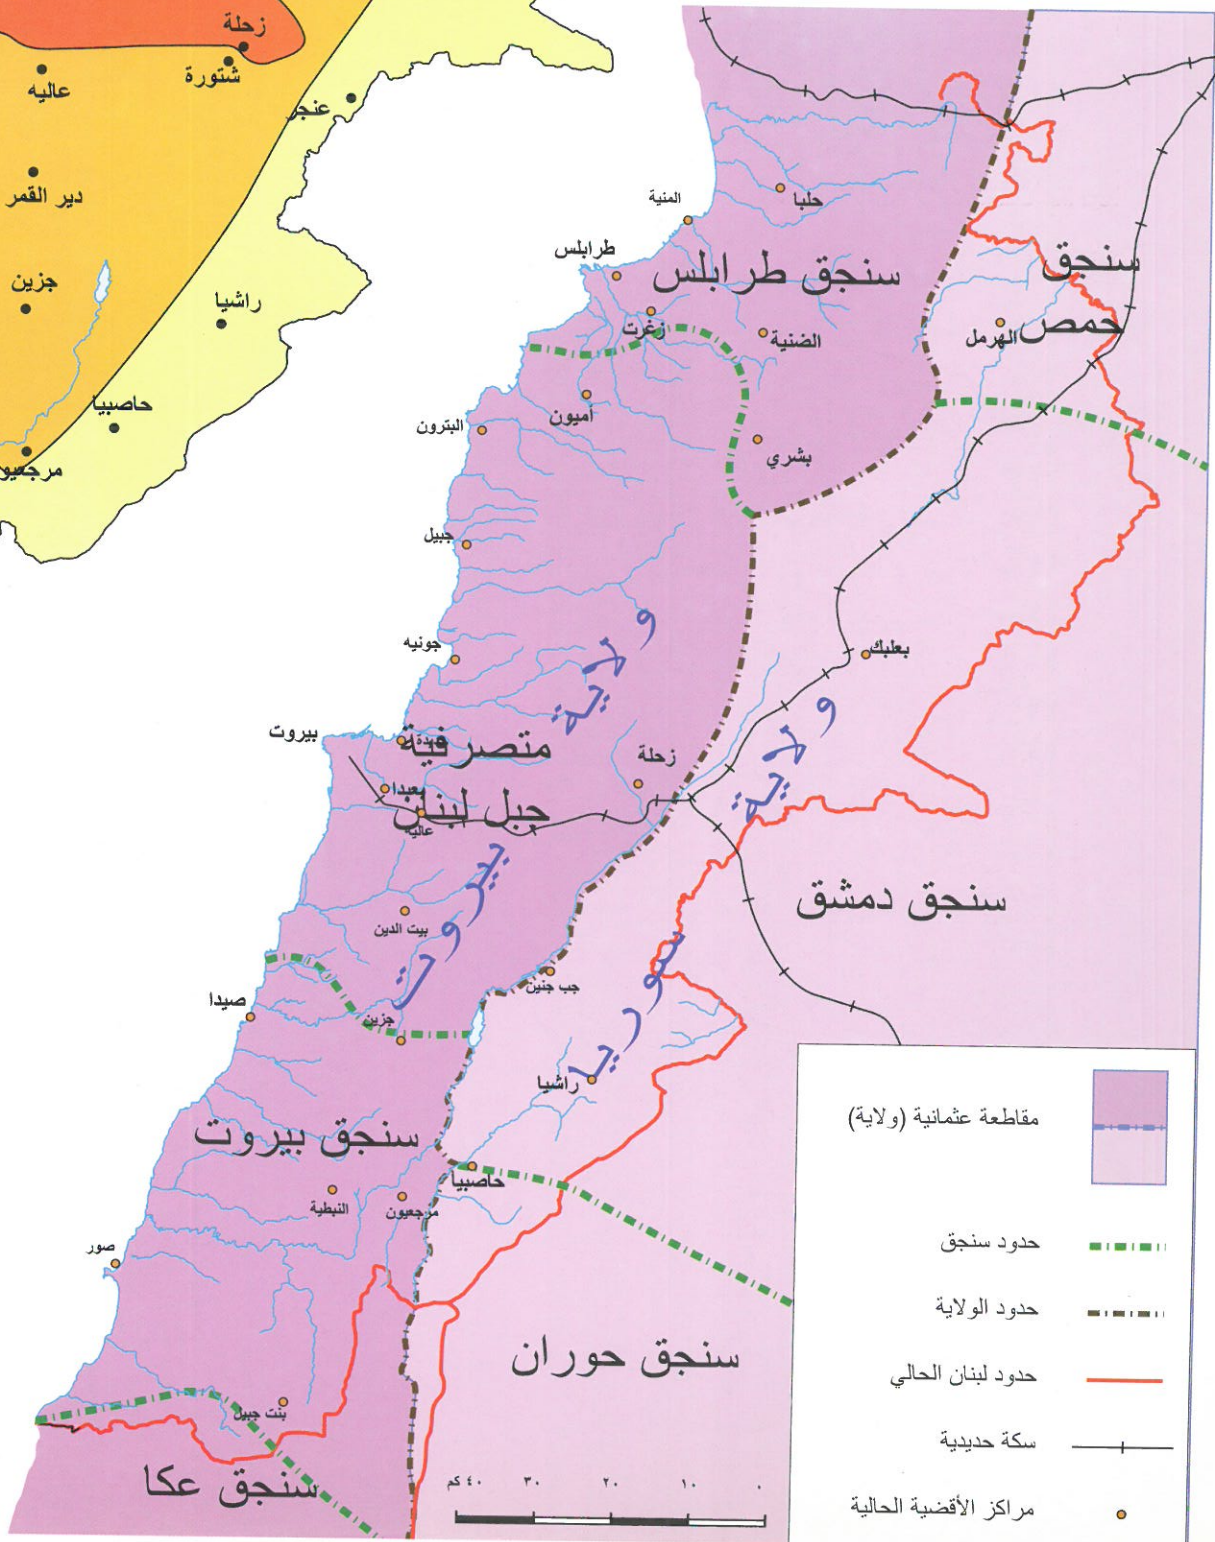 زحلة
شتورة
عاليه
عنجر
دير القمر
جزين
راشيا
حاصبيا
مرجعيو
حلبا
المنية
طرابلس
سنجق طرابلس
سنجق
حمص
الهرمل
زغرت
الضنية
أميون
البترون
بشري
جبيل
ولاية
جونيه
بعلبك
ولاية
بيروت
متصرفية
جبل لبنان
زحلة
بعبدا
عالية
بيروت
سنجق دمشق
بيت الدين
سوريا
جب جنين
صيدا
جزين
راشيا
سنجق بيروت
حاصبيا
النبطية
مرجعيون
صور
سنجق حوران
بنت جبيل
سنجق عكا
٤٠ كم ٣٠ ٢٠ ١٠ ٠
مقاطعة عثمانية (ولاية)
حدود سنجق
حدود الولاية
حدود لبنان الحالي
سكة حديدية
مراكز الأقضية الحالية